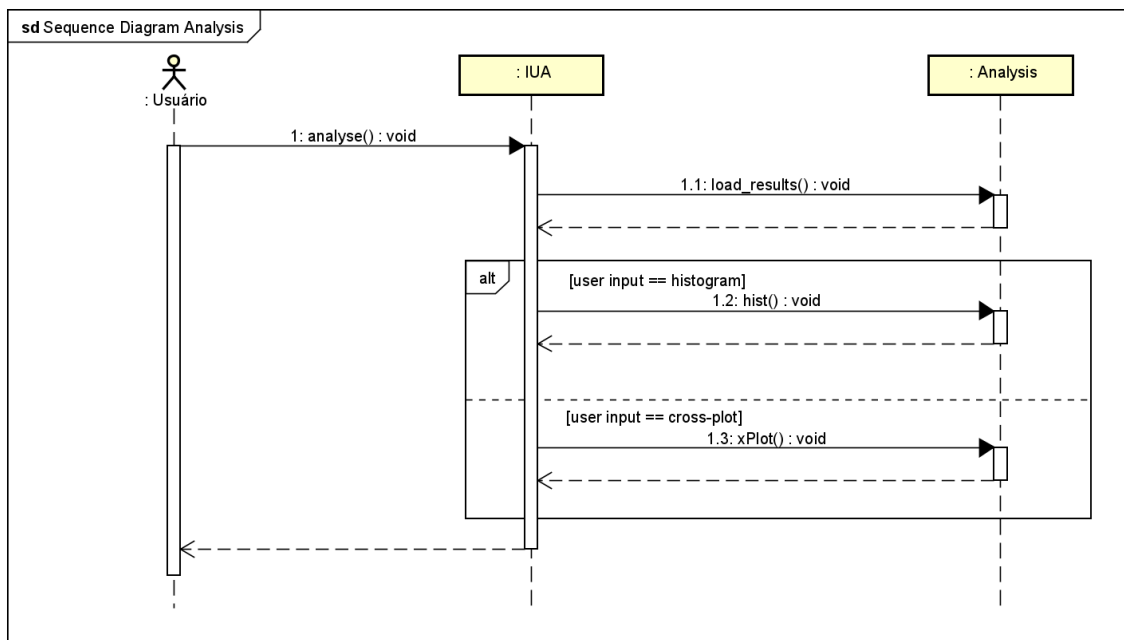 sd Sequence Diagram Analysis
: Usuário
: IUA
: Analysis
1: analyse() : void
1.1: load_results() : void
alt
[user input == histogram]
1.2: hist() : void
[user input == cross-plot]
1.3: xPlot() : void